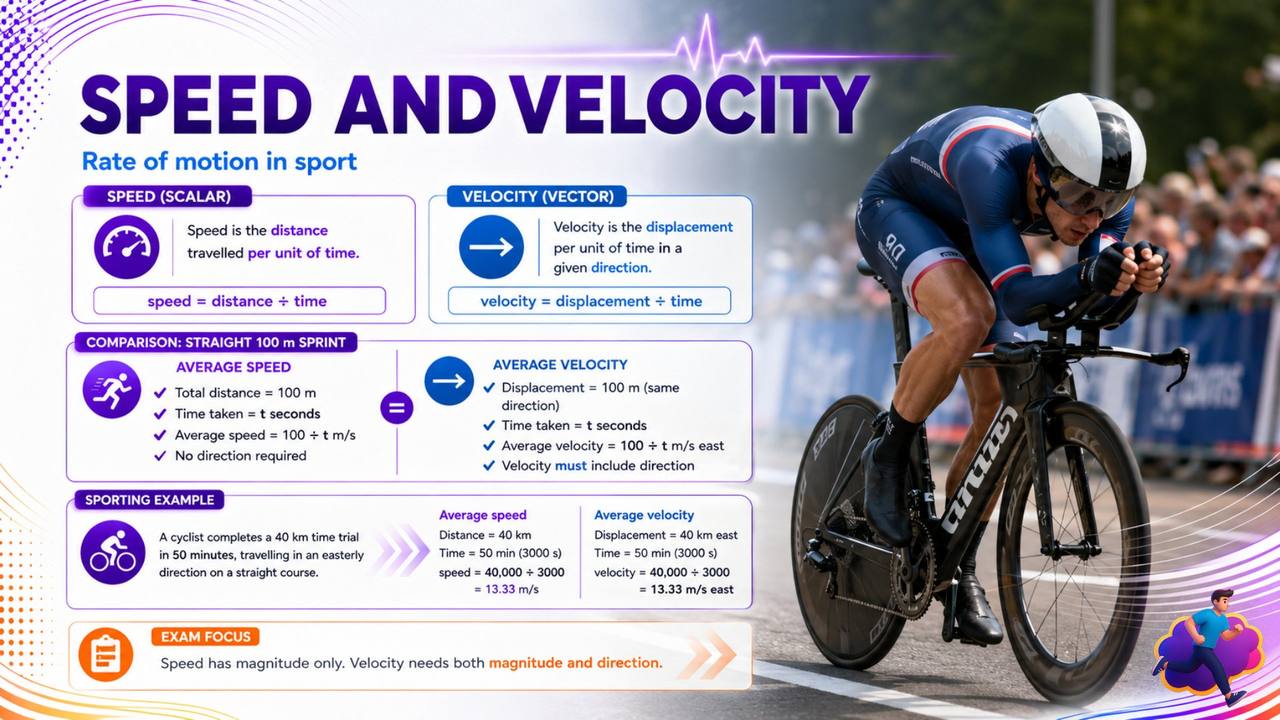 SPEED AND VELOCITY
Rate of motion in sport
SPEED (SCALAR)
Speed is the distance
travelled per unit of time.
speed = distance ÷ time
VELOCITY (VECTOR)
Velocity is the displacement
per unit of time in a
given direction.
velocity = displacement ÷ time
COMPARISON: STRAIGHT 100 m SPRINT
AVERAGE SPEED
Total distance = 100 m
Time taken = t seconds
Average speed = 100 ÷ t m/s
No direction required
=
AVERAGE VELOCITY
Displacement = 100 m (same
direction)
Time taken = t seconds
Average velocity = 100 ÷ t m/s east
Velocity must include direction
SPORTING EXAMPLE
A cyclist completes a 40 km time trial
in 50 minutes, travelling in an easterly
direction on a straight course.
Average speed
Distance = 40 km
Time = 50 min (3000 s)
speed = 40,000 ÷ 3000
= 13.33 m/s
Average velocity
Displacement = 40 km east
Time = 50 min (3000 s)
velocity = 40,000 ÷ 3000
= 13.33 m/s east
EXAM FOCUS
Speed has magnitude only. Velocity needs both magnitude and direction.